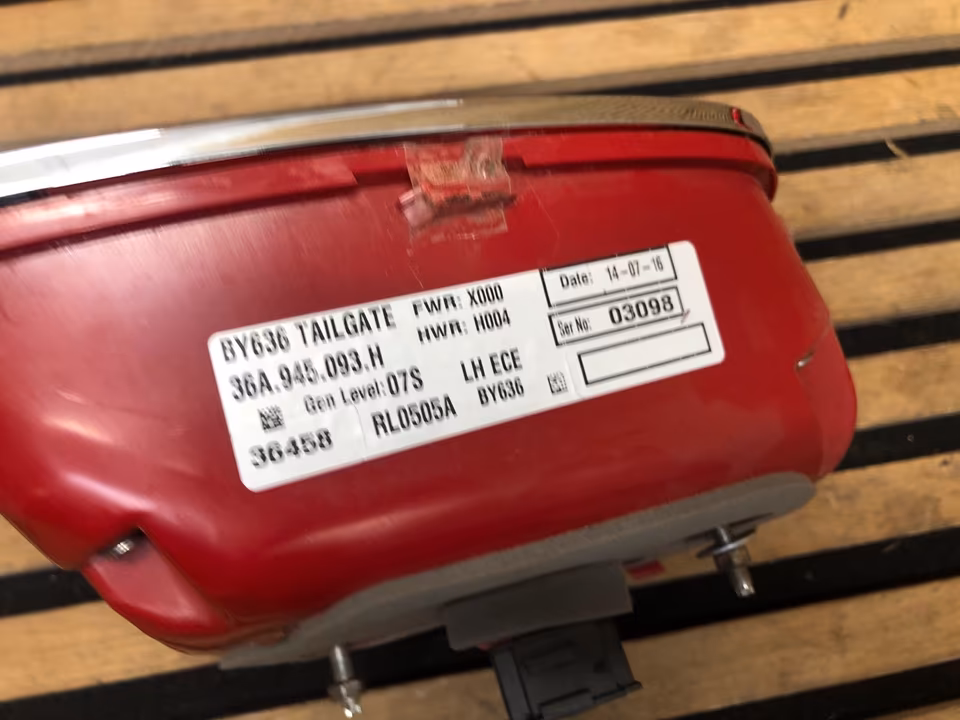 BY636 TAILGATE
FWR: X000
HWR: H004
36A.945.093.H
Gen Level: 07S
LH ECE
36458
RL0505A
BY636
Date: 14-07-16
Ser No: 03098